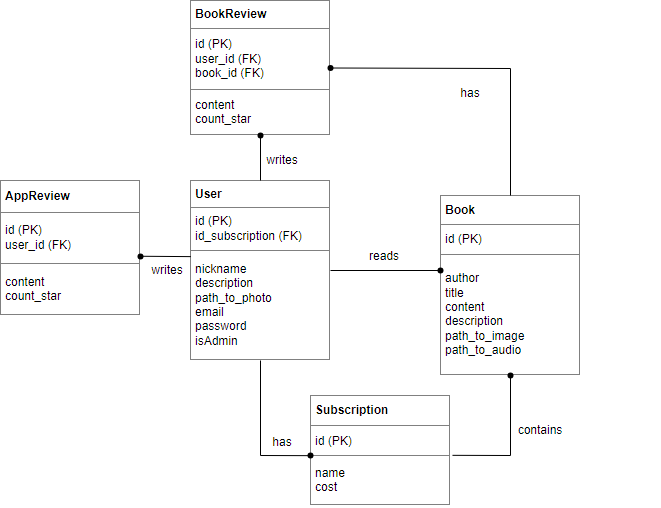 BookReview
id (PK)
user_id (FK)
book_id (FK)
content
count_star
has
writes
AppReview
id (PK)
user_id (FK)
content
count_star
writes
User
id (PK)
id_subscription (FK)
nickname
description
path_to_photo
email
password
isAdmin
reads
Book
id (PK)
author
title
content
description
path_to_image
path_to_audio
has
Subscription
id (PK)
name
cost
contains